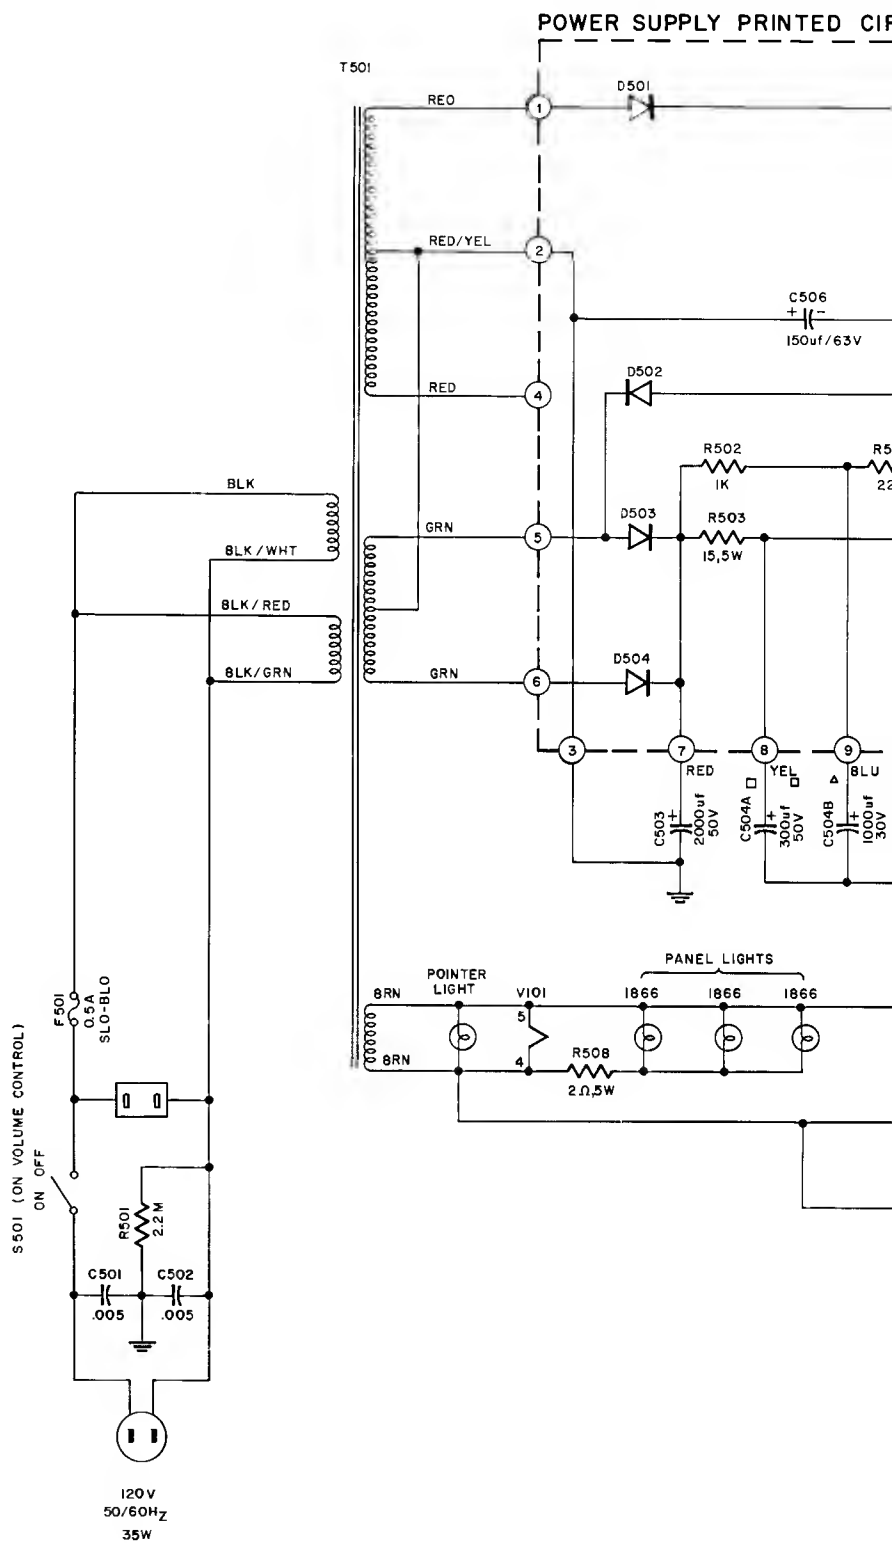 POWER SUPPLY PRINTED CIR
T501
REO
1
D501
RED/YEL
2
C506
+ -
150uf/63V
D502
RED
4
R502
1K
R5
22
BLK
GRN
5
D503
R503
15,5W
BLK/WHT
BLK/RED
D504
BLK/GRN
GRN
6
3
7
8
9
RED
YEL
BLU
C503
+
2000uf
50V
C504A
+
300uf
50V
C504B
+
1000uf
30V
PANEL LIGHTS
POINTER
LIGHT
8RN
V101
5
1866
1866
1866
8RN
4
R508
2Ω,5W
F501
0.5A
SLO-BLO
S501 (ON VOLUME CONTROL)
ON OFF
R501
2.2M
C501
.005
C502
.005
120V
50/60Hz
35W